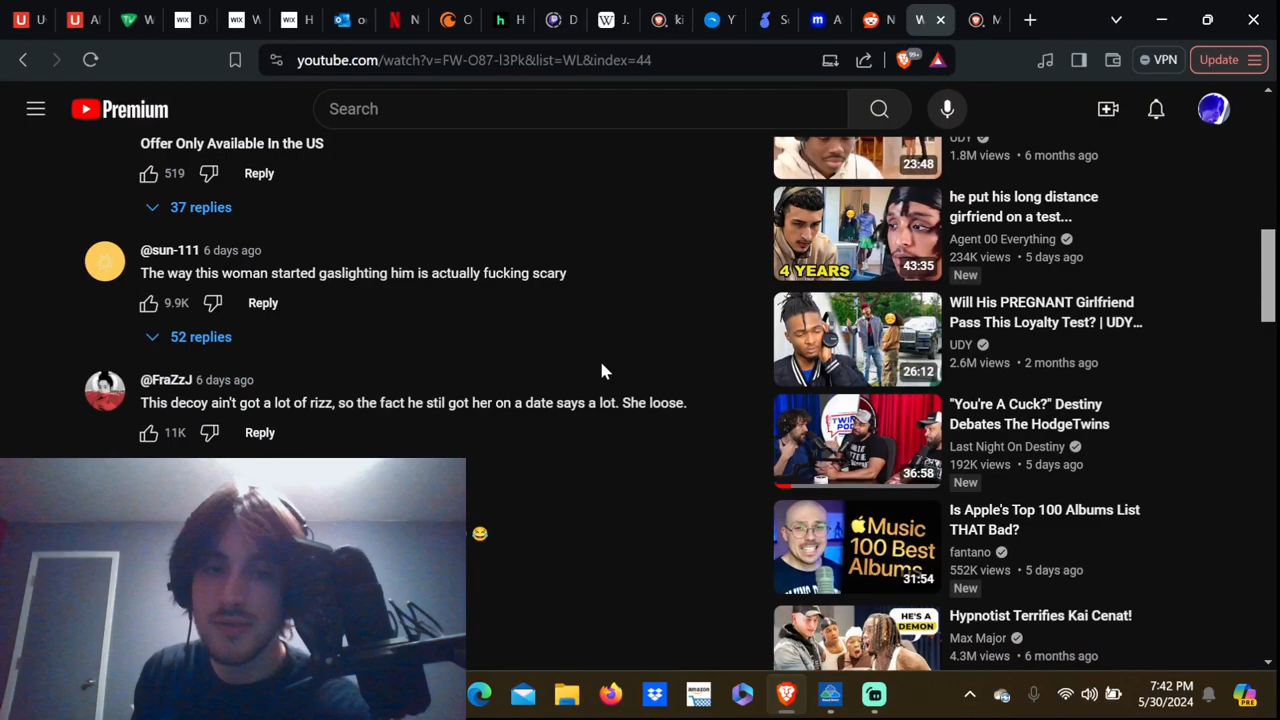 youtube.com/watch?v=FW-O87-l3Pk&list=WL&index=44
99+
VPN
Update
Premium
Search
Offer Only Available In the US
519
Reply
37 replies
@sun-111 6 days ago
The way this woman started gaslighting him is actually fucking scary
9.9K
Reply
52 replies
@FraZzJ 6 days ago
This decoy ain't got a lot of rizz, so the fact he stil got her on a date says a lot. She loose.
11K
Reply
23:48
UDY
1.8M views • 6 months ago
4 YEARS
43:35
he put his long distance
girlfriend on a test...
Agent 00 Everything
234K views • 5 days ago
New
26:12
Will His PREGNANT Girlfriend
Pass This Loyalty Test? | UDY...
UDY
2.6M views • 2 months ago
36:58
"You're A Cuck?" Destiny
Debates The HodgeTwins
Last Night On Destiny
192K views • 5 days ago
New
Music
100 Best
Albums
31:54
Is Apple's Top 100 Albums List
THAT Bad?
fantano
552K views • 5 days ago
New
HE'S A
DEMON
Hypnotist Terrifies Kai Cenat!
Max Major
4.3M views • 6 months ago
amazon
7:42 PM
5/30/2024
PRE